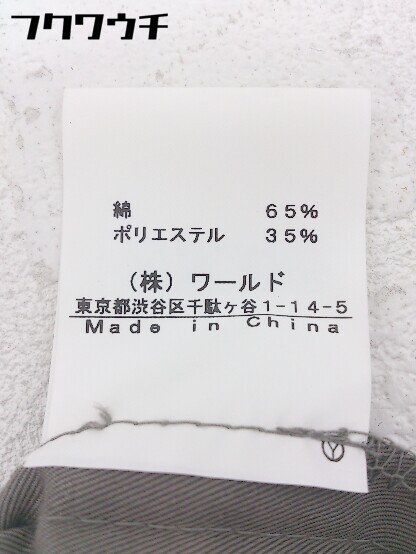 フクワウチ
綿 65%
ポリエステル 35%
(株)ワールド
東京都渋谷区千駄ヶ谷1-14-5
Made in China
Y